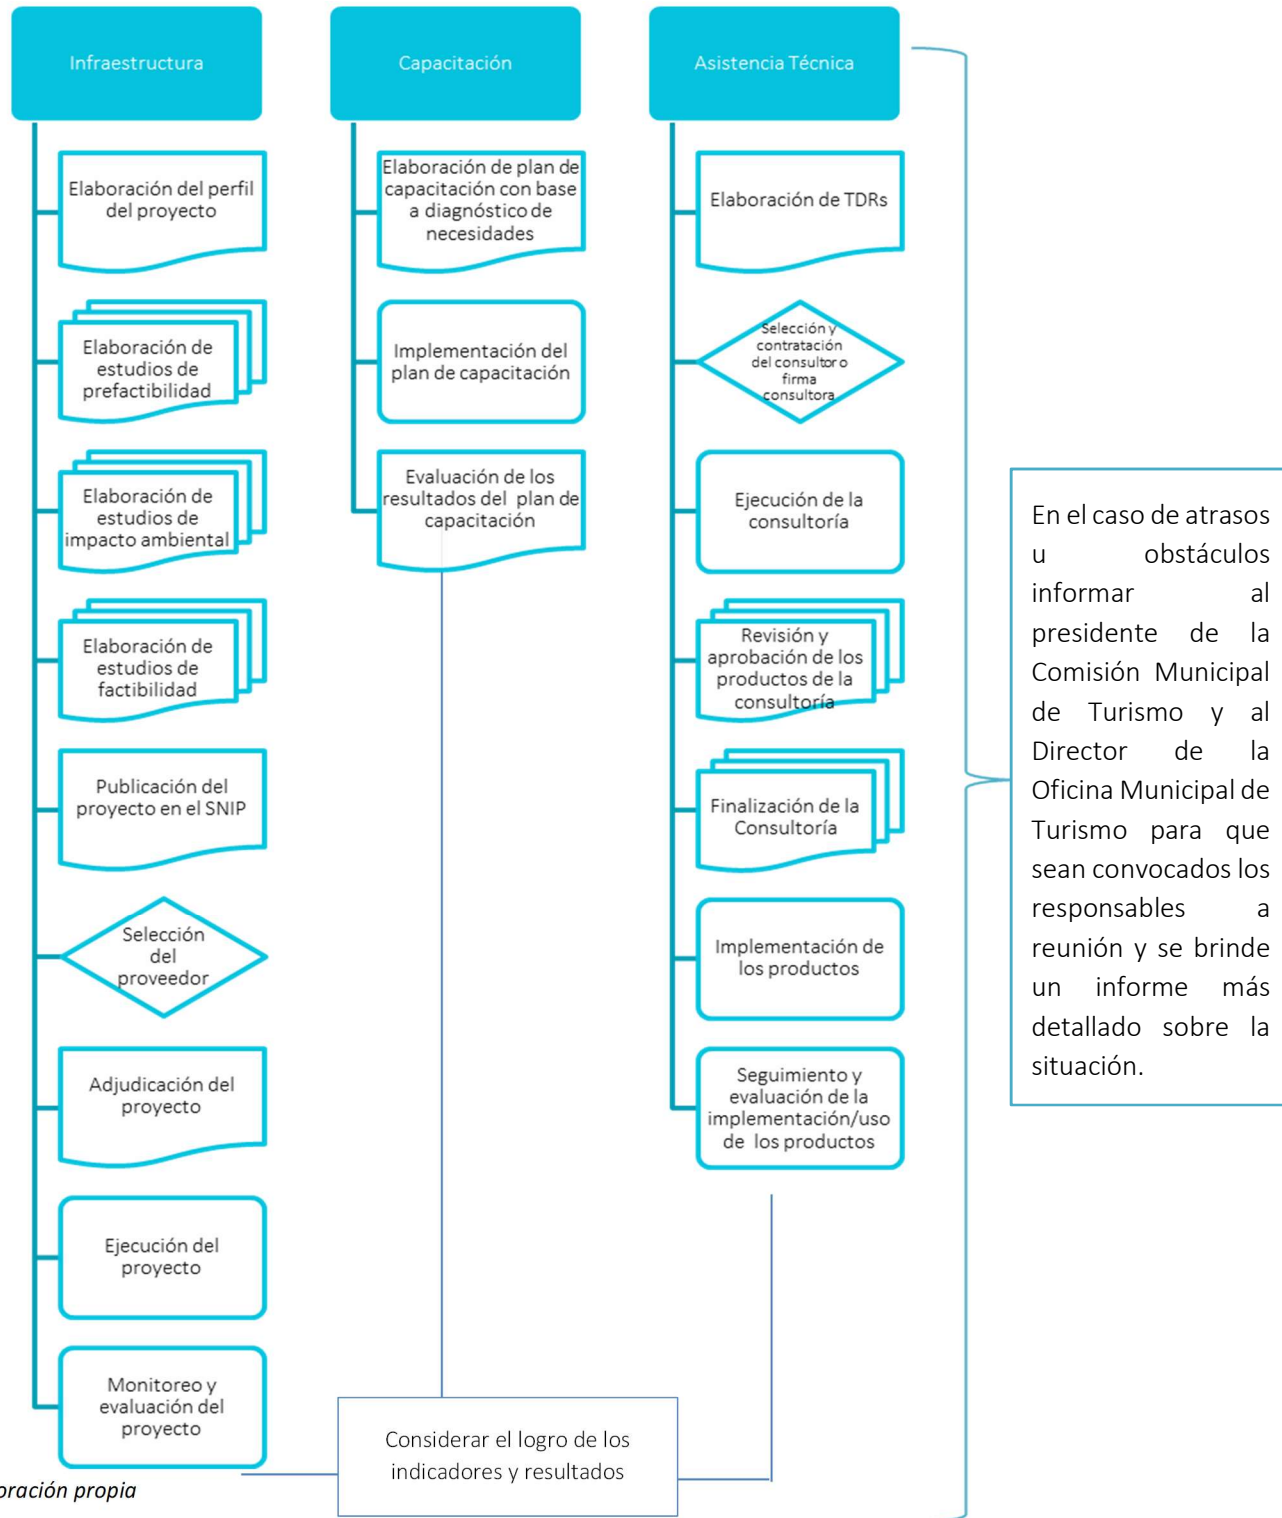 Infraestructura
Elaboración del perfil
del proyecto
Elaboración de
estudios de
prefactibilidad
Elaboración de
estudios de
impacto ambiental
Elaboración de
estudios de
factibilidad
Publicación del
proyecto en el SNIP
Selección
del
proveedor
Adjudicación del
proyecto
Ejecución del
proyecto
Monitoreo y
evaluación del
proyecto
Capacitación
Elaboración de plan de
capacitación con base
a diagnóstico de
necesidades
Implementación del
plan de capacitación
Evaluación de los
resultados del plan de
capacitación
Asistencia Técnica
Elaboración de TDRs
Selección y
contratación
del consultor o
firma
consultora
Ejecución de la
consultoría
Revisión y
aprobación de los
productos de la
consultoría
Finalización de la
Consultoría
Implementación de
los productos
Seguimiento y
evaluación de la
implementación/uso
de los productos
En el caso de atrasos
u obstáculos
informar al
presidente de la
Comisión Municipal
de Turismo y al
Director de la
Oficina Municipal de
Turismo para que
sean convocados los
responsables a
reunión y se brinde
un informe más
detallado sobre la
situación.
Considerar el logro de los
indicadores y resultados
oración propia